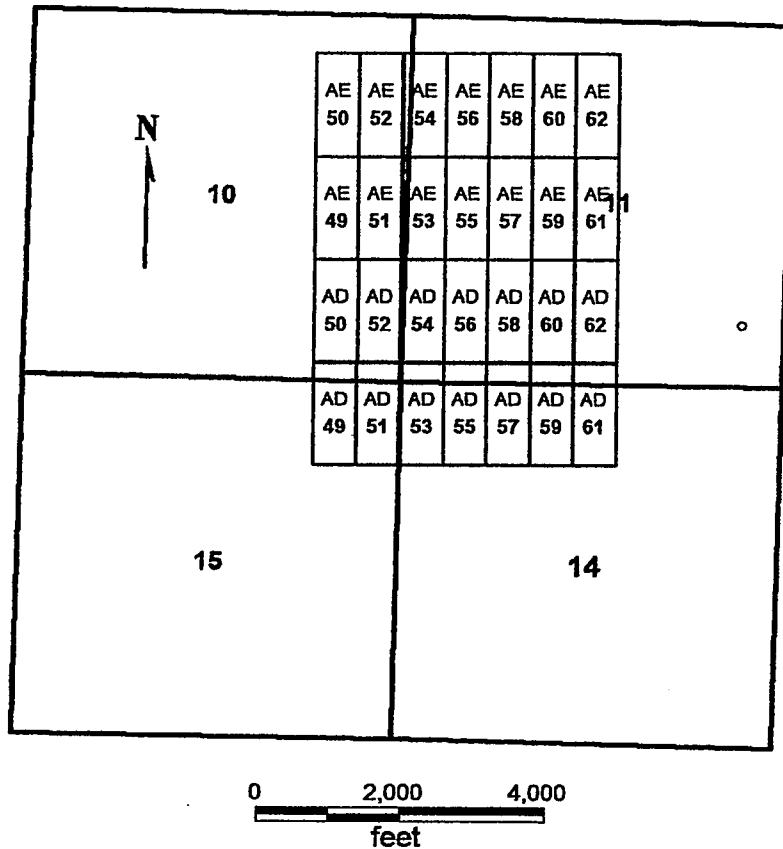 AE AE AE AE AE AE AE
50 52 54 56 58 60 62
N
10
AE AE AE AE AE AE AE
49 51 53 55 57 59 61
11
AD AD AD AD AD AD AD
50 52 54 56 58 60 62
AD AD AD AD AD AD AD
49 51 53 55 57 59 61
15
14
0 2,000 4,000
feet